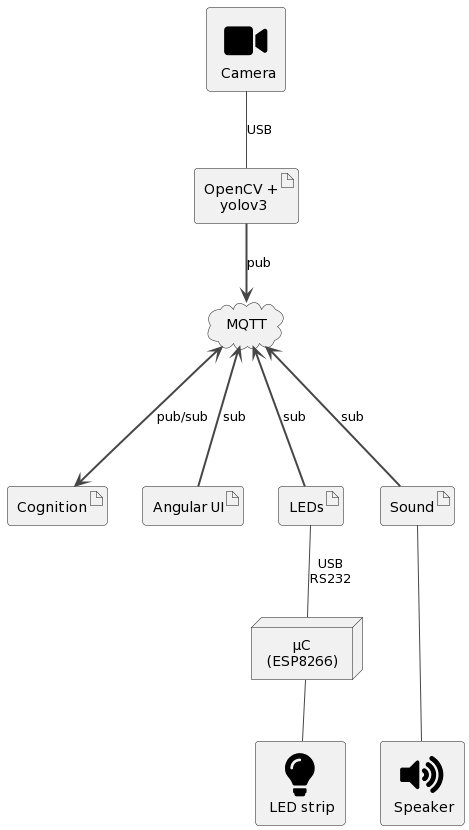 Camera
USB
OpenCV +
yolov3
pub
MQTT
pub/sub
sub
sub
sub
Cognition
Angular UI
LEDs
Sound
USB
RS232
µC
(ESP8266)
LED strip
Speaker